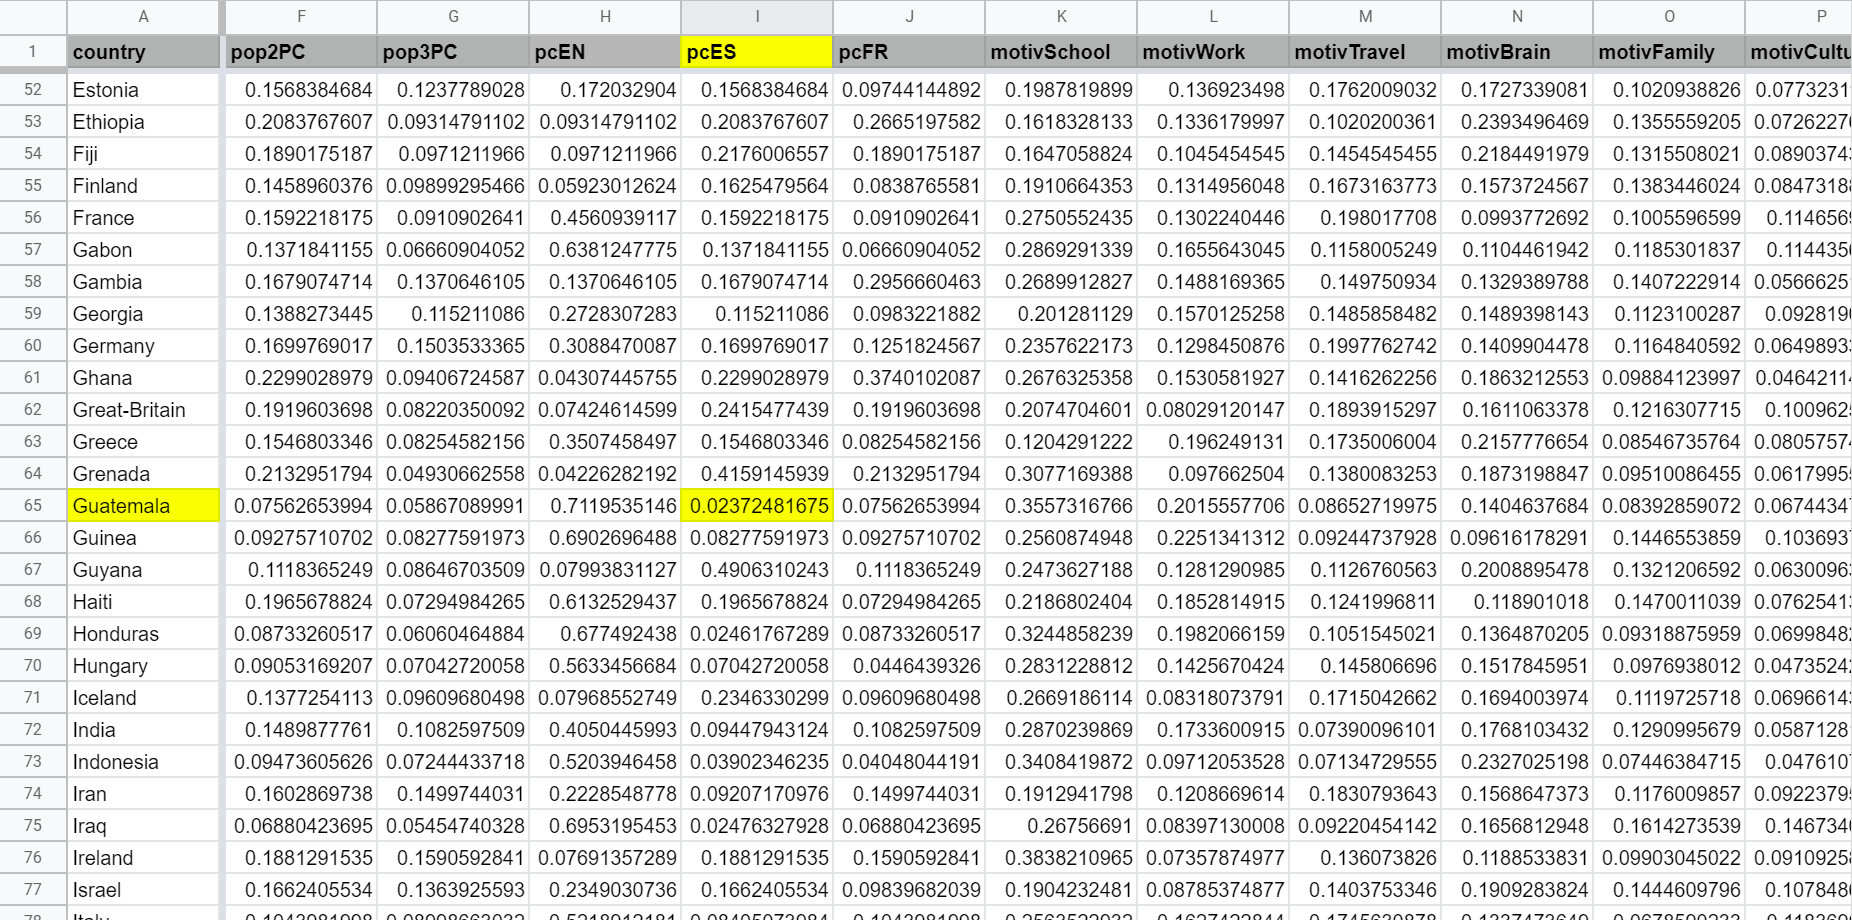 A F G H I J K L M N O P
1 country pop2PC pop3PC pcEN pcES pcFR motivSchool motivWork motivTravel motivBrain motivFamily motivCultu
52 Estonia 0.1568384684 0.1237789028 0.172032904 0.1568384684 0.09744144892 0.1987819899 0.136923498 0.1762009032 0.1727339081 0.1020938826 0.0773231
53 Ethiopia 0.2083767607 0.09314791102 0.09314791102 0.2083767607 0.2665197582 0.1618328133 0.1336179997 0.1020200361 0.2393496469 0.1355559205 0.0726227
54 Fiji 0.1890175187 0.0971211966 0.0971211966 0.2176006557 0.1890175187 0.1647058824 0.1045454545 0.1454545455 0.2184491979 0.1315508021 0.0890374
55 Finland 0.1458960376 0.09899295466 0.05923012624 0.1625479564 0.0838765581 0.1910664353 0.1314956048 0.1673163773 0.1573724567 0.1383446024 0.0847318
56 France 0.1592218175 0.0910902641 0.4560939117 0.1592218175 0.0910902641 0.2750552435 0.1302240446 0.198017708 0.0993772692 0.1005596599 0.114656
57 Gabon 0.1371841155 0.06660904052 0.6381247775 0.1371841155 0.06660904052 0.2869291339 0.1655643045 0.1158005249 0.1104461942 0.1185301837 0.114435
58 Gambia 0.1679074714 0.1370646105 0.1370646105 0.1679074714 0.2956660463 0.2689912827 0.1488169365 0.149750934 0.1329389788 0.1407222914 0.0566625
59 Georgia 0.1388273445 0.115211086 0.2728307283 0.115211086 0.0983221882 0.201281129 0.1570125258 0.1485858482 0.1489398143 0.1123100287 0.092819
60 Germany 0.1699769017 0.1503533365 0.3088470087 0.1699769017 0.1251824567 0.2357622173 0.1298450876 0.1997762742 0.1409904478 0.1164840592 0.0649893
61 Ghana 0.2299028979 0.09406724587 0.04307445755 0.2299028979 0.3740102087 0.2676325358 0.1530581927 0.1416262256 0.1863212553 0.09884123997 0.0464211
62 Great-Britain 0.1919603698 0.08220350092 0.07424614599 0.2415477439 0.1919603698 0.2074704601 0.08029120147 0.1893915297 0.1611063378 0.1216307715 0.100962
63 Greece 0.1546803346 0.08254582156 0.3507458497 0.1546803346 0.08254582156 0.1204291222 0.196249131 0.1735006004 0.2157776654 0.08546735764 0.0805757
64 Grenada 0.2132951794 0.04930662558 0.04226282192 0.4159145939 0.2132951794 0.3077169388 0.097662504 0.1380083253 0.1873198847 0.09510086455 0.0617995
65 Guatemala 0.07562653994 0.05867089991 0.7119535146 0.02372481675 0.07562653994 0.3557316766 0.2015557706 0.08652719975 0.1404637684 0.08392859072 0.0674434
66 Guinea 0.09275710702 0.08277591973 0.6902696488 0.08277591973 0.09275710702 0.2560874948 0.2251341312 0.09244737928 0.09616178291 0.1446553859 0.103693
67 Guyana 0.1118365249 0.08646703509 0.07993831127 0.4906310243 0.1118365249 0.2473627188 0.1281290985 0.1126760563 0.2008895478 0.1321206592 0.0630096
68 Haiti 0.1965678824 0.07294984265 0.6132529437 0.1965678824 0.07294984265 0.2186802404 0.1852814915 0.1241996811 0.118901018 0.1470011039 0.0762541
69 Honduras 0.08733260517 0.06060464884 0.677492438 0.02461767289 0.08733260517 0.3244858239 0.1982066159 0.1051545021 0.1364870205 0.09318875959 0.0699848
70 Hungary 0.09053169207 0.07042720058 0.5633456684 0.07042720058 0.0446439326 0.2831228812 0.1425670424 0.145806696 0.1517845951 0.0976938012 0.0473524
71 Iceland 0.1377254113 0.09609680498 0.07968552749 0.2346330299 0.09609680498 0.2669186114 0.08318073791 0.1715042662 0.1694003974 0.1119725718 0.0696614
72 India 0.1489877761 0.1082597509 0.4050445993 0.09447943124 0.1082597509 0.2870239869 0.1733600915 0.07390096101 0.1768103432 0.1290995679 0.0587128
73 Indonesia 0.09473605626 0.07244433718 0.5203946458 0.03902346235 0.04048044191 0.3408419872 0.09712053528 0.07134729555 0.2327025198 0.07446384715 0.047610
74 Iran 0.1602869738 0.1499744031 0.2228548778 0.09207170976 0.1499744031 0.1912941798 0.1208669614 0.1830793643 0.1568647373 0.1176009857 0.0922379
75 Iraq 0.06880423695 0.05454740328 0.6953195453 0.02476327928 0.06880423695 0.26756691 0.08397130008 0.09220454142 0.1656812948 0.1614273539 0.146734
76 Ireland 0.1881291535 0.1590592841 0.07691357289 0.1881291535 0.1590592841 0.3838210965 0.07357874977 0.136073826 0.1188533831 0.09903045022 0.0910925
77 Israel 0.1662405534 0.1363925593 0.2349030736 0.1662405534 0.09839682039 0.1904232481 0.08785374877 0.1403753346 0.1909283824 0.1444609796 0.107848